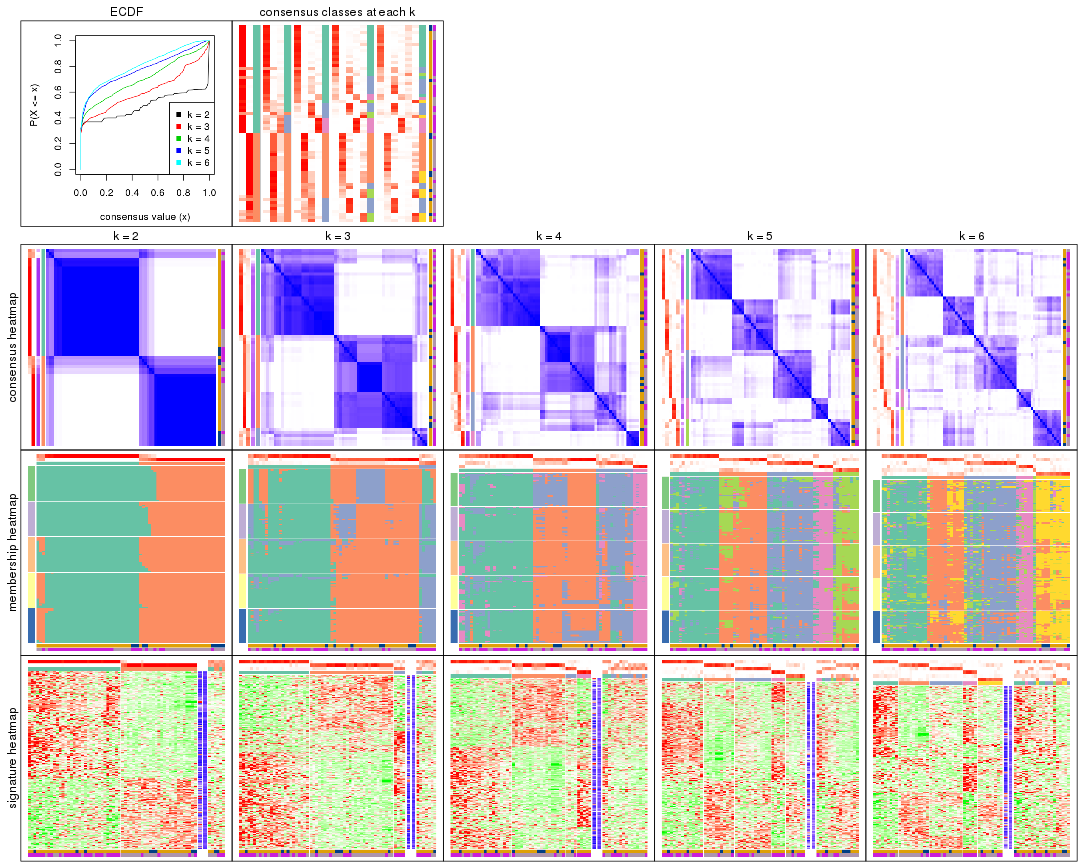 ECDF
consensus classes at each k
P(X <= x)
0.0 0.2 0.4 0.6 0.8 1.0
k = 2
k = 3
k = 4
k = 5
k = 6
0.0 0.2 0.4 0.6 0.8 1.0
consensus value (x)
k = 2
k = 3
k = 4
k = 5
k = 6
consensus heatmap
membership heatmap
signature heatmap